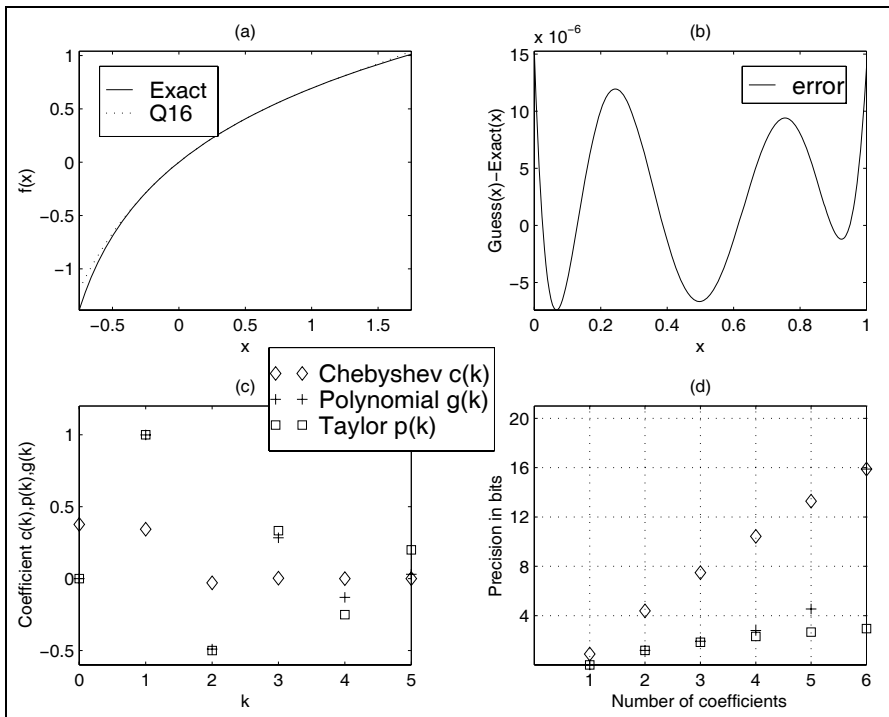 (a)
1
0.5
0
−0.5
−1
f(x)
−0.5
0
0.5
1
1.5
x
Exact
Q16
(b)
x 10⁻⁶
15
10
5
0
−5
Guess(x)−Exact(x)
0
0.2
0.4
0.6
0.8
1
x
error
(c)
1
0.5
0
−0.5
Coefficient c(k),p(k),g(k
0
1
2
3
4
5
k
Chebyshev c(k)
Polynomial g(k)
Taylor p(k)
(d)
20
16
12
8
4
Precision in bits
1
2
3
4
5
6
Number of coefficients